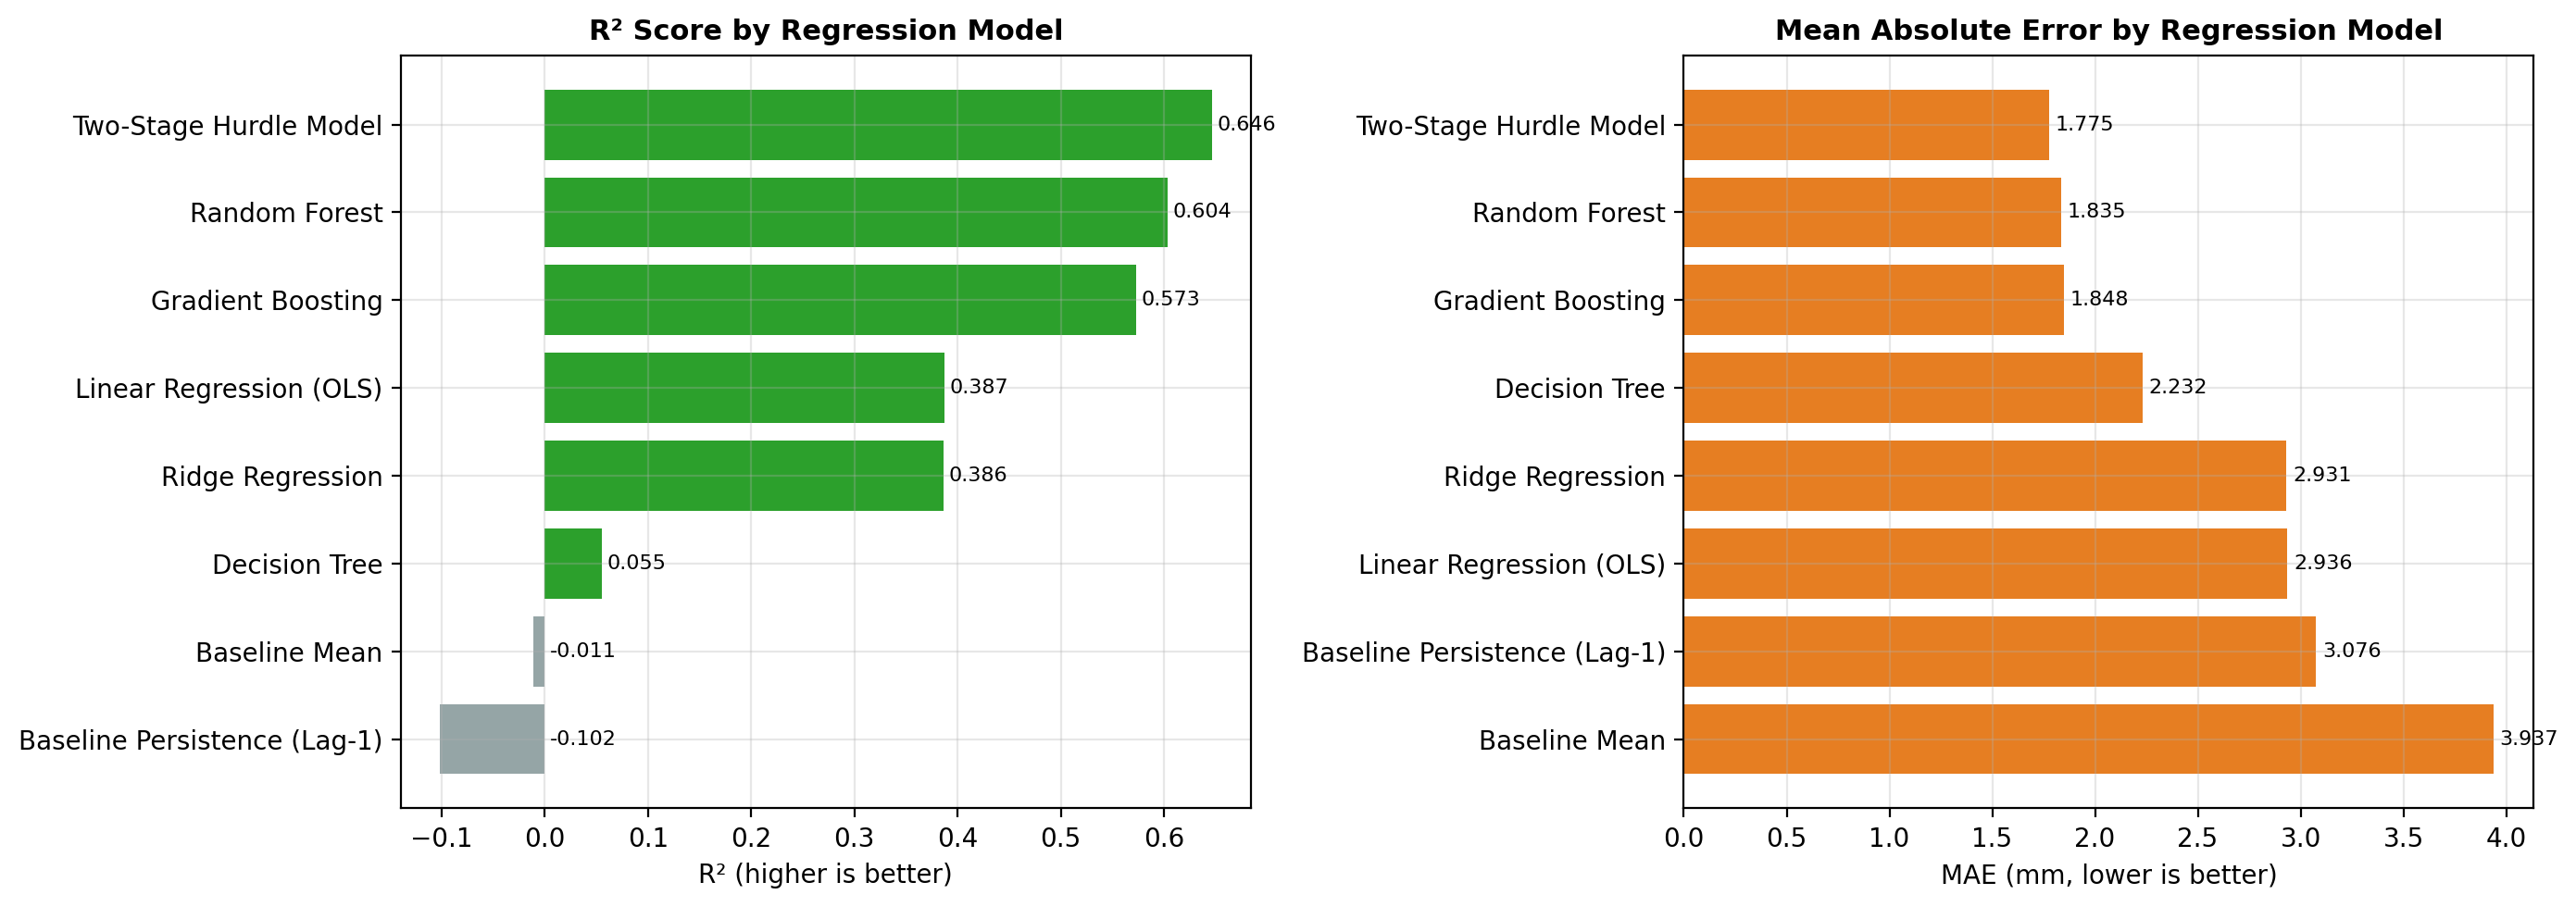 R² Score by Regression Model
Two-Stage Hurdle Model 0.646
Random Forest 0.604
Gradient Boosting 0.573
Linear Regression (OLS) 0.387
Ridge Regression 0.386
Decision Tree 0.055
Baseline Mean -0.011
Baseline Persistence (Lag-1) -0.102
−0.1 0.0 0.1 0.2 0.3 0.4 0.5 0.6
R² (higher is better)
Mean Absolute Error by Regression Model
Two-Stage Hurdle Model 1.775
Random Forest 1.835
Gradient Boosting 1.848
Decision Tree 2.232
Ridge Regression 2.931
Linear Regression (OLS) 2.936
Baseline Persistence (Lag-1) 3.076
Baseline Mean 3.937
0.0 0.5 1.0 1.5 2.0 2.5 3.0 3.5 4.0
MAE (mm, lower is better)